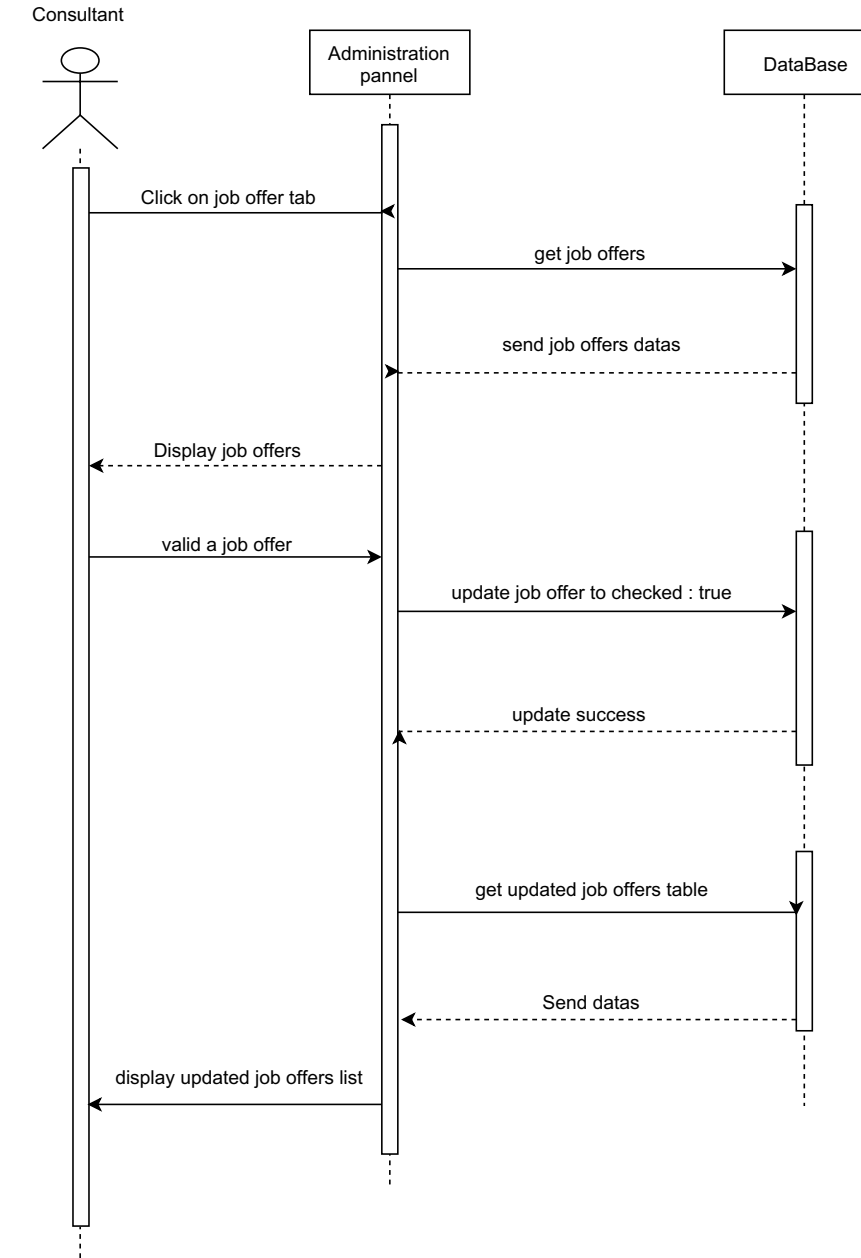 Consultant
Administration
pannel
DataBase
Click on job offer tab
get job offers
send job offers datas
Display job offers
valid a job offer
update job offer to checked : true
update success
get updated job offers table
Send datas
display updated job offers list